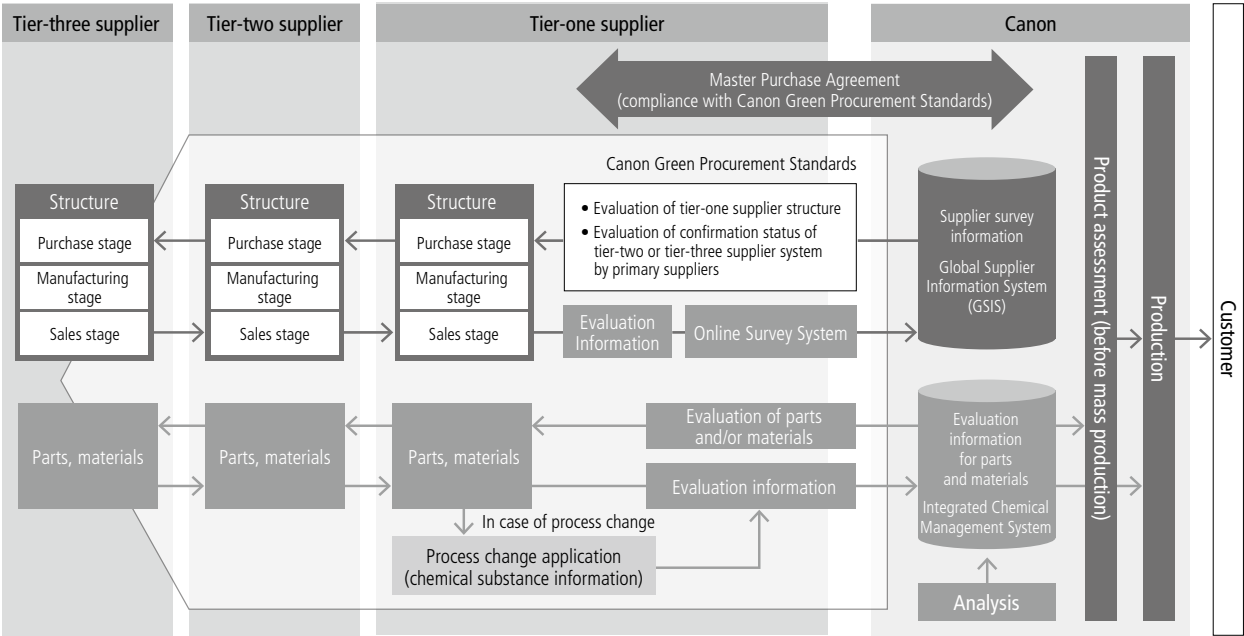 Tier-three supplier
Tier-two supplier
Tier-one supplier
Canon
Master Purchase Agreement
(compliance with Canon Green Procurement Standards)
Canon Green Procurement Standards
Structure
Purchase stage
Manufacturing
stage
Sales stage
Structure
Purchase stage
Manufacturing
stage
Sales stage
Structure
Purchase stage
Manufacturing
stage
Sales stage
• Evaluation of tier-one supplier structure
• Evaluation of confirmation status of
tier-two or tier-three supplier system
by primary suppliers
Evaluation
Information
Online Survey System
Supplier survey
information
Global Supplier
Information System
(GSIS)
Parts, materials
Parts, materials
Parts, materials
Evaluation of parts
and/or materials
Evaluation information
In case of process change
Process change application
(chemical substance information)
Evaluation
information
for parts
and materials
Integrated Chemical
Management System
Analysis
Product assessment (before mass production)
Production
Customer